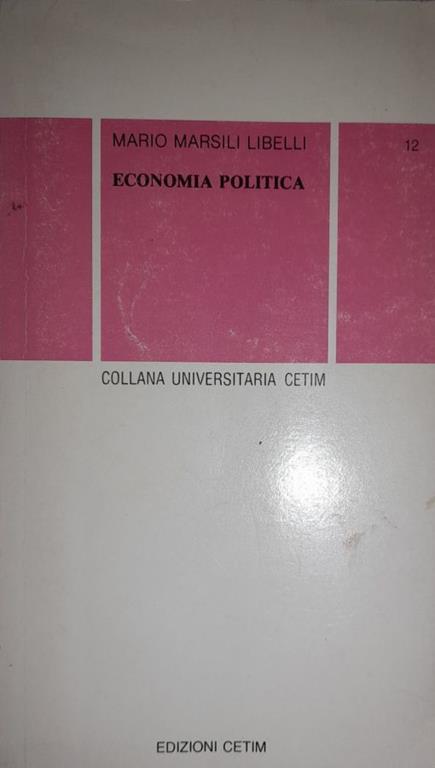 MARIO MARSILI LIBELLI 12
ECONOMIA POLITICA
COLLANA UNIVERSITARIA CETIM
EDIZIONI CETIM